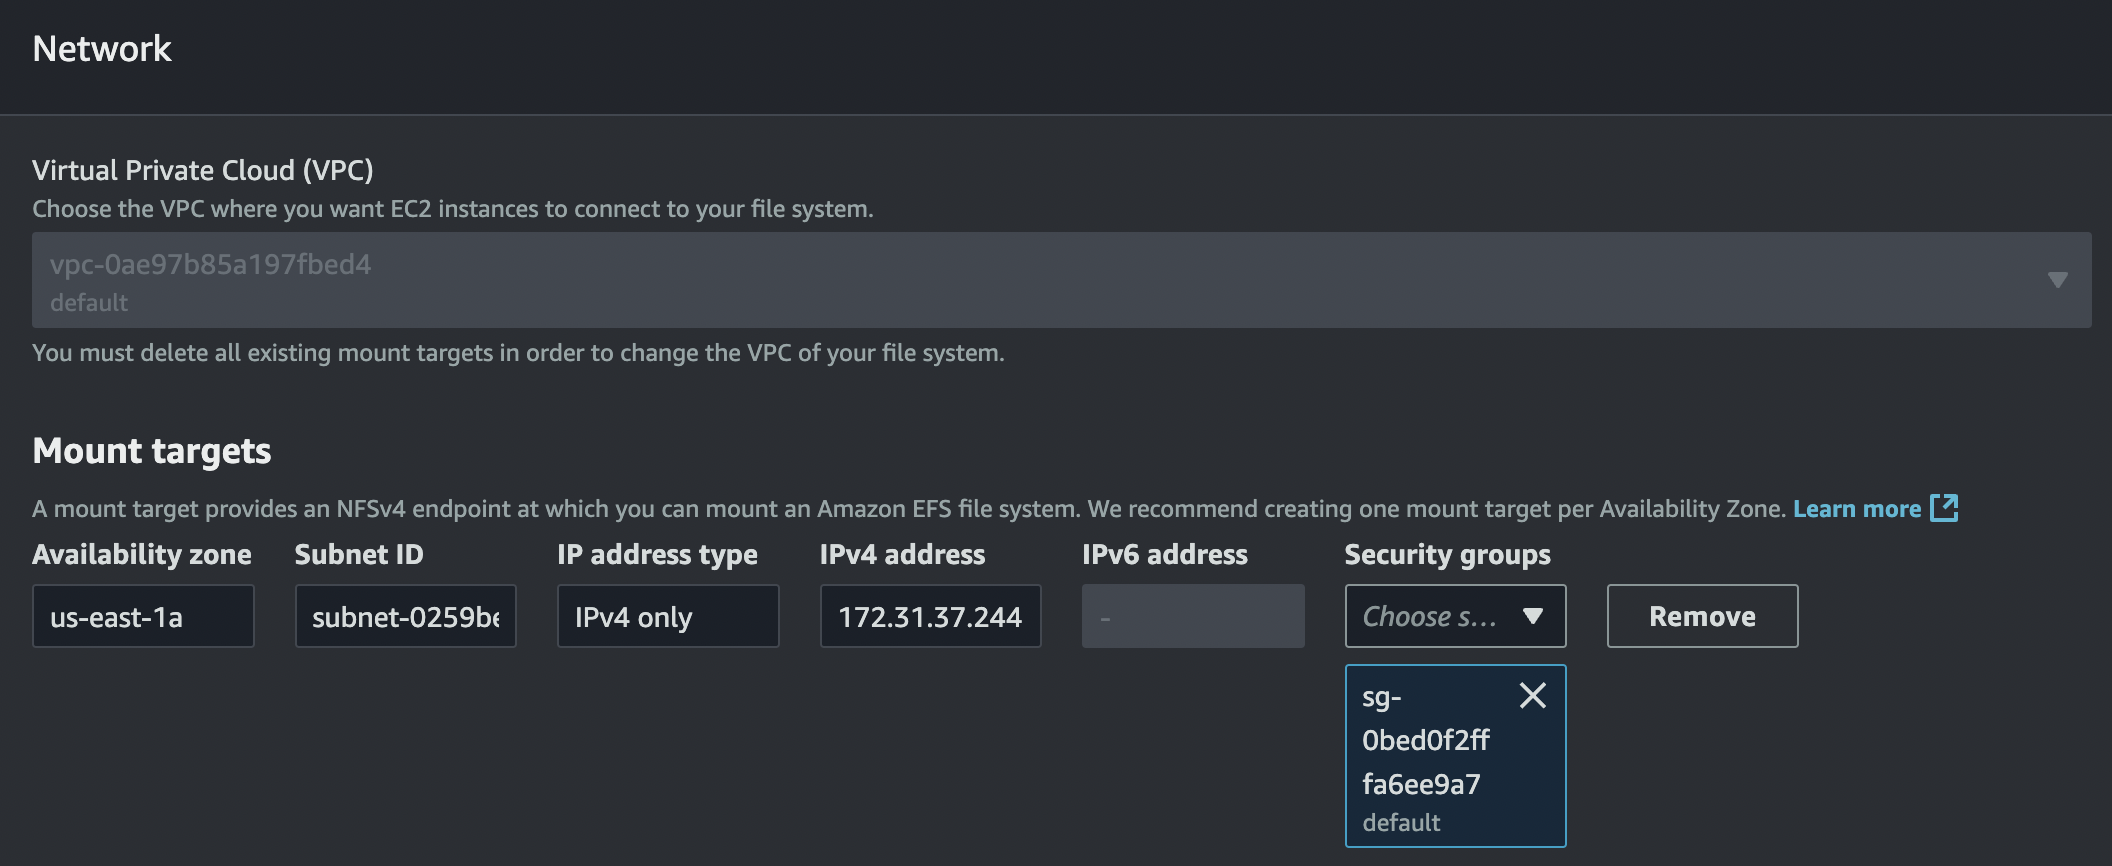 Network
Virtual Private Cloud (VPC)
Choose the VPC where you want EC2 instances to connect to your file system.
vpc-0ae97b85a197fbed4
default
You must delete all existing mount targets in order to change the VPC of your file system.
Mount targets
A mount target provides an NFSv4 endpoint at which you can mount an Amazon EFS file system. We recommend creating one mount target per Availability Zone. Learn more
Availability zone Subnet ID IP address type IPv4 address IPv6 address Security groups
us-east-1a subnet-0259be IPv4 only 172.31.37.244 - Choose s... Remove
sg-
0bed0f2ff
fa6ee9a7
default